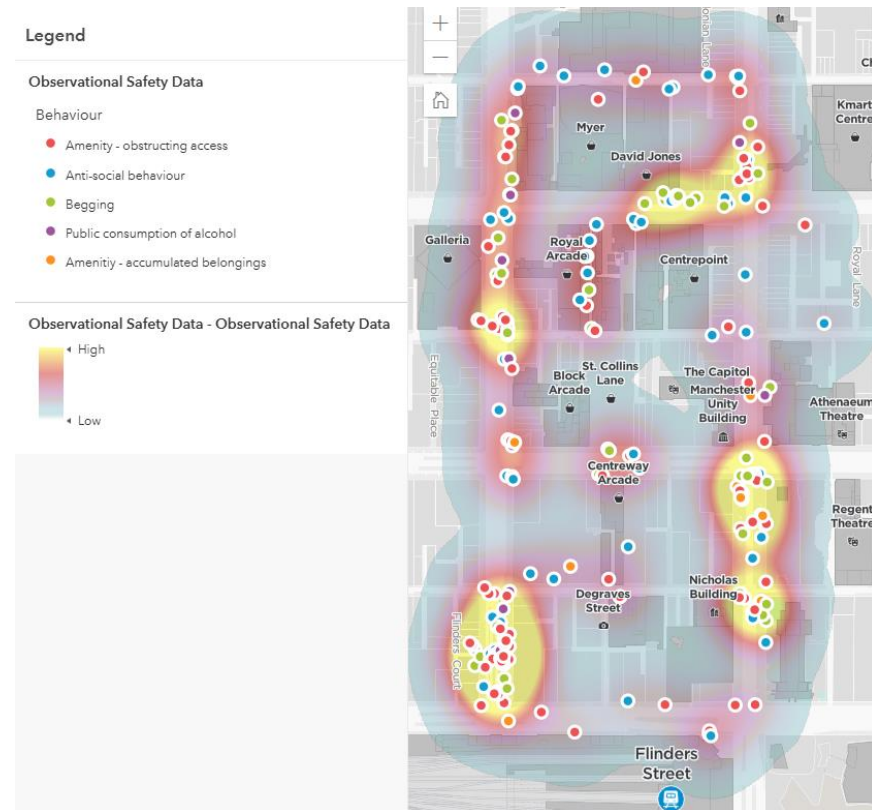 Legend
Observational Safety Data
Behaviour
Amenity - obstructing access
Anti-social behaviour
Begging
Public consumption of alcohol
Amenitiy - accumulated belongings
Observational Safety Data - Observational Safety Data
High
Low
+
−
onian Lane
Ch
Kmart
Centre
Myer
David Jones
Galleria
Royal
Arcade
Centrepoint
Royal Lane
Equitable Place
Block
Arcade
St. Collins
Lane
The Capitol
Manchester
Unity
Building
Athenaeum
Theatre
Centreway
Arcade
Regent
Theatre
Flinders Court
Degraves
Street
Nicholas
Building
Flinders
Street